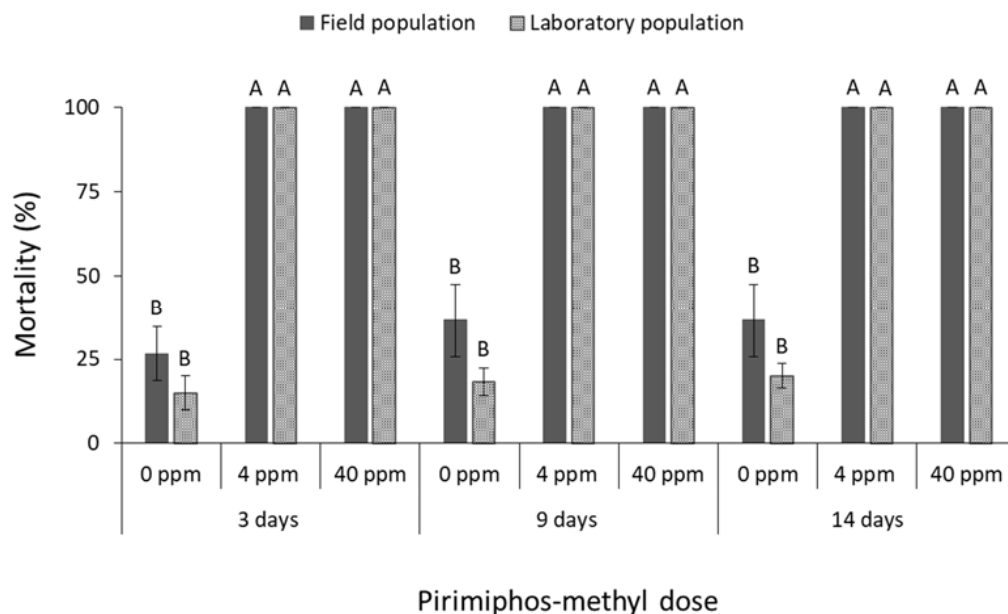 Field population Laboratory population
A A A A A A A A A A A A
100
75
50
25
0
B B B B B B
Mortality (%)
0 ppm 4 ppm 40 ppm 0 ppm 4 ppm 40 ppm 0 ppm 4 ppm 40 ppm
3 days 9 days 14 days
Pirimiphos-methyl dose